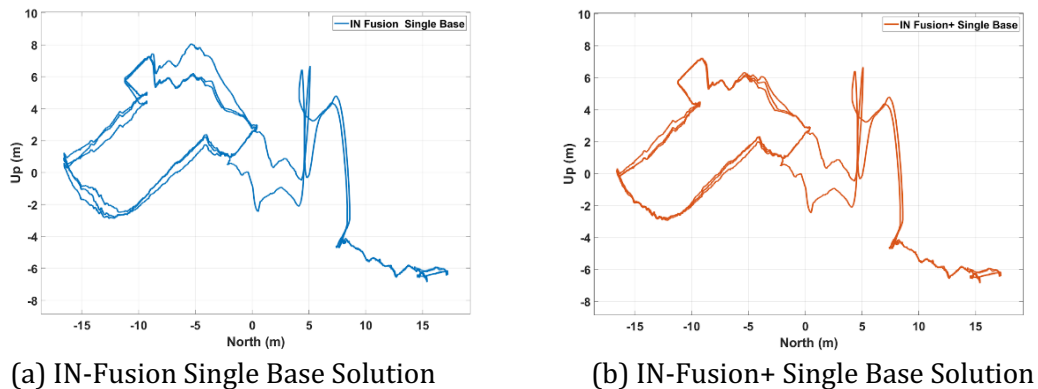 IN Fusion Single Base
10
8
6
4
2
0
-2
-4
-6
-8
Up (m)
-15 -10 -5 0 5 10 15
North (m)
(a) IN-Fusion Single Base Solution
IN Fusion+ Single Base
10
8
6
4
2
0
-2
-4
-6
-8
Up (m)
-15 -10 -5 0 5 10 15
North (m)
(b) IN-Fusion+ Single Base Solution